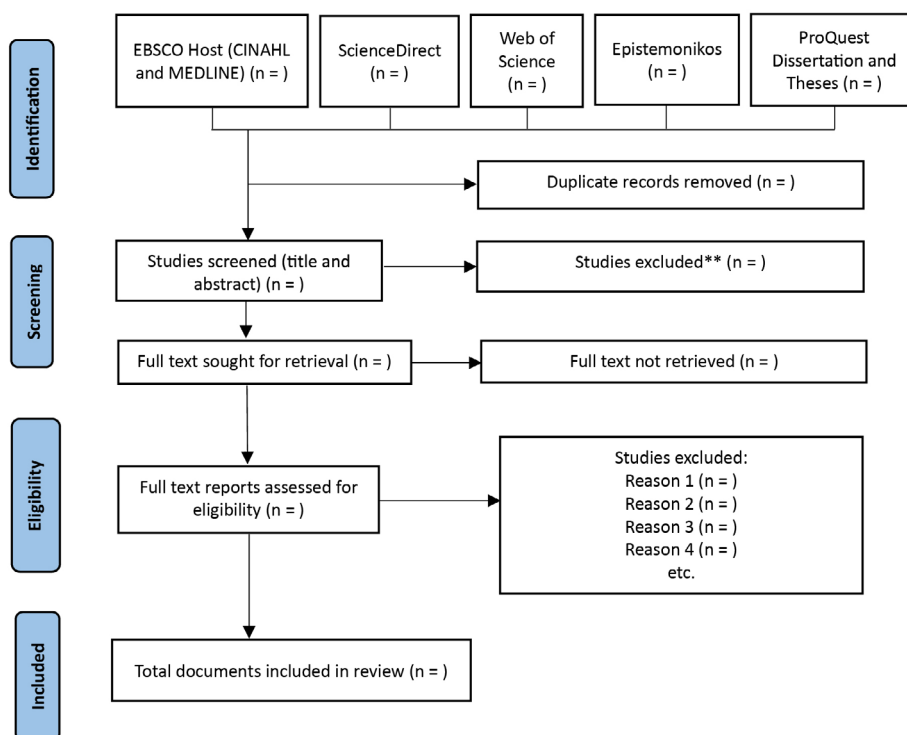 Identification
EBSCO Host (CINAHL
and MEDLINE) (n = )
ScienceDirect
(n = )
Web of
Science
(n = )
Epistemonikos
(n = )
ProQuest
Dissertation and
Theses (n = )
Duplicate records removed (n = )
Screening
Studies screened (title and
abstract) (n = )
Studies excluded** (n = )
Full text sought for retrieval (n = )
Full text not retrieved (n = )
Eligibility
Full text reports assessed for
eligibility (n = )
Studies excluded:
Reason 1 (n = )
Reason 2 (n = )
Reason 3 (n = )
Reason 4 (n = )
etc.
Included
Total documents included in review (n = )